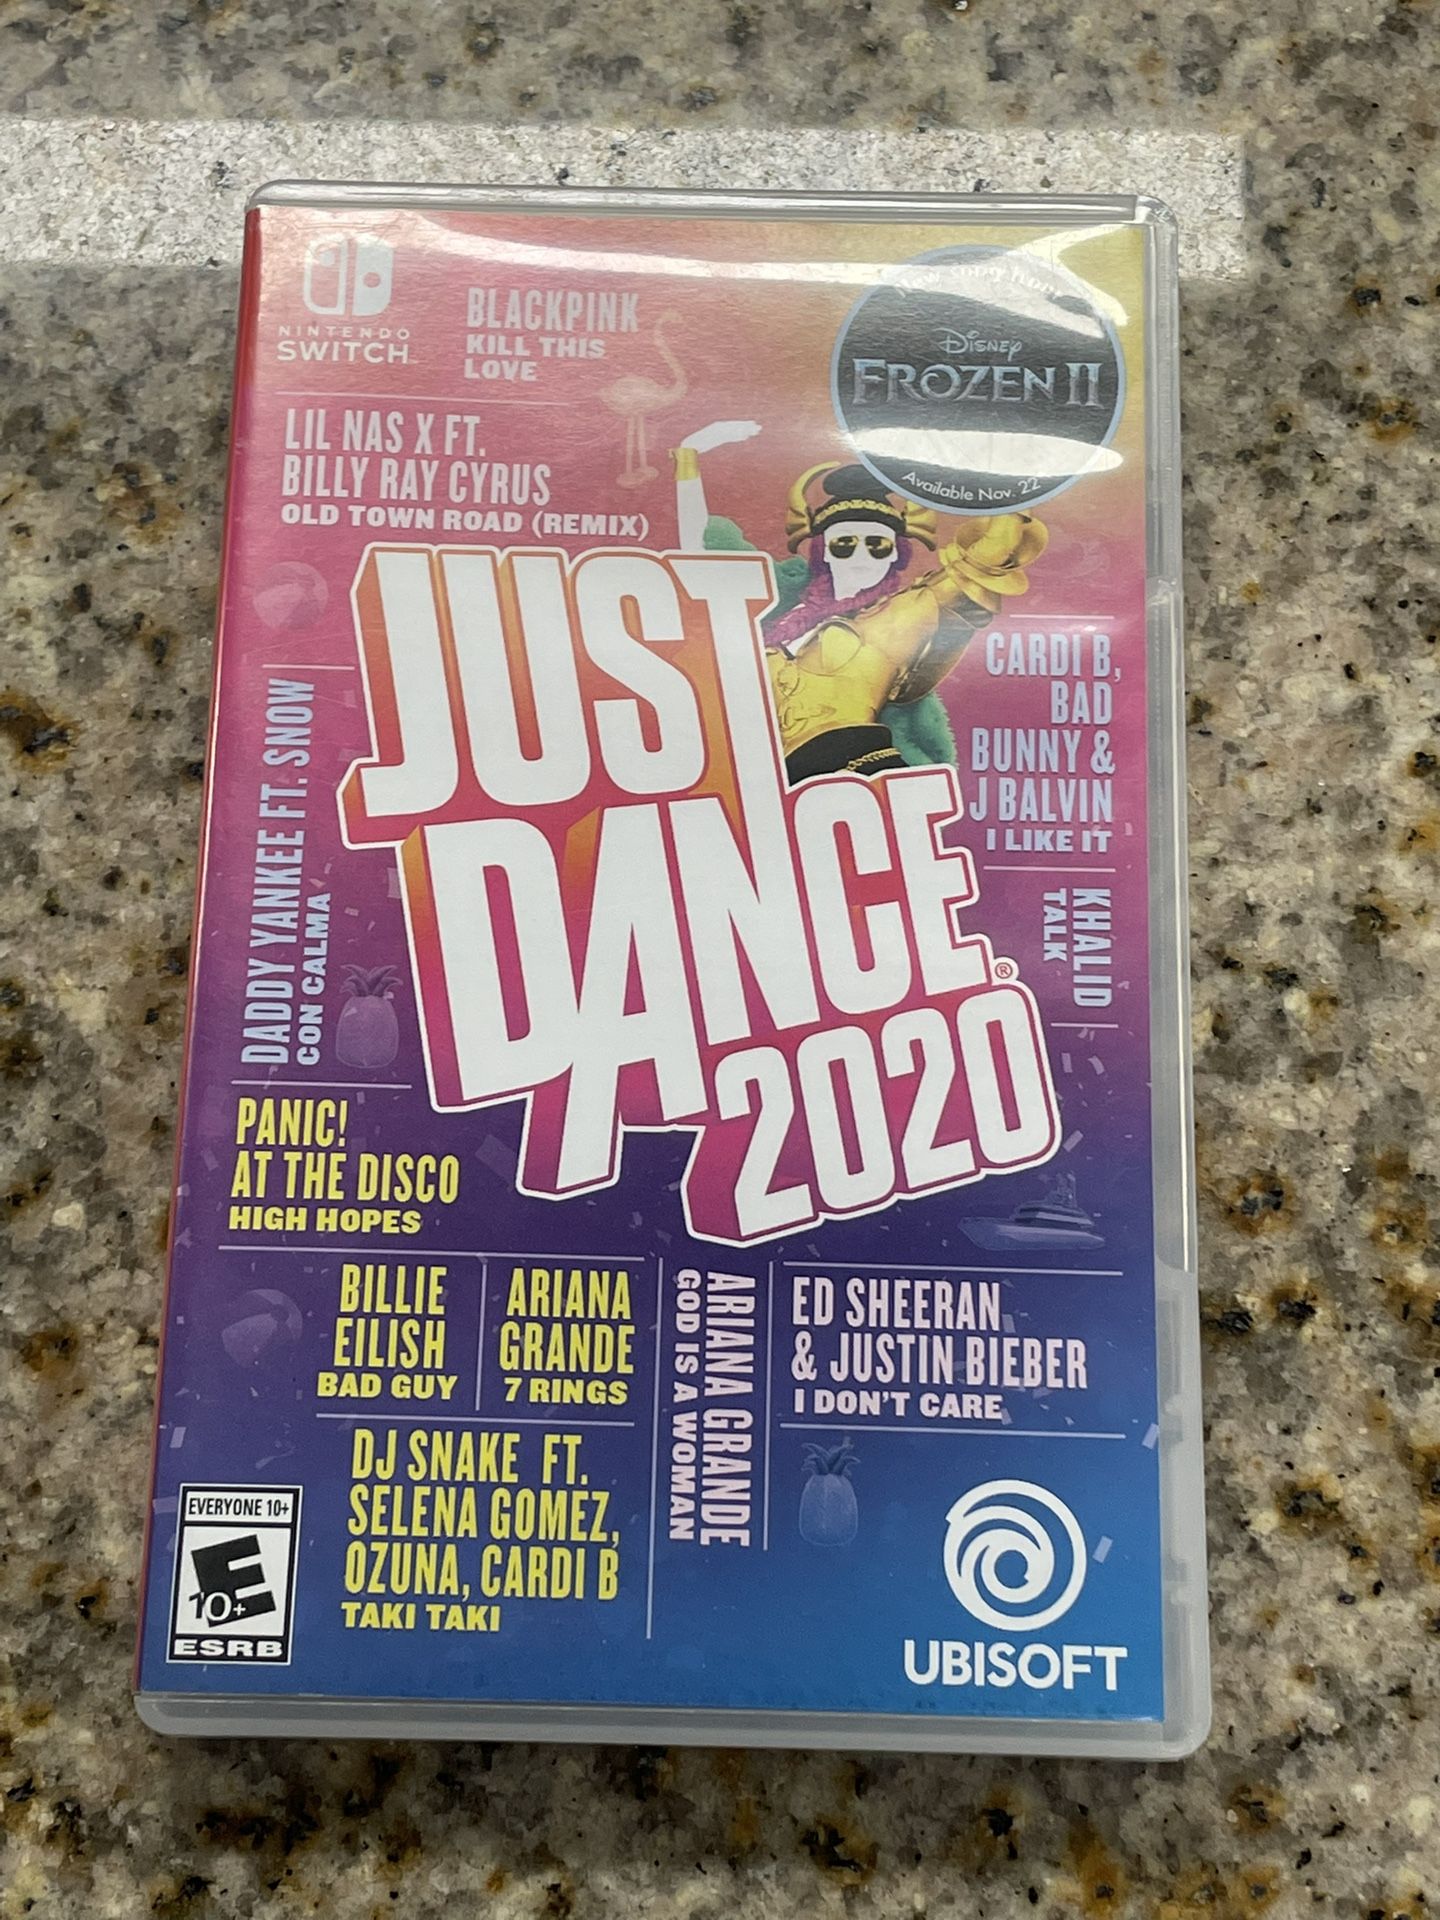 NINTENDO
SWITCH
BLACKPINK
KILL THIS
LOVE
New song from
Disney
FROZEN II
Available Nov. 22
LIL NAS X FT.
BILLY RAY CYRUS
OLD TOWN ROAD (REMIX)
JUST
DANCE®
2020
CARDI B,
BAD
BUNNY &
J BALVIN
I LIKE IT
KHALID
TALK
DADDY YANKEE FT. SNOW
CON CALMA
PANIC!
AT THE DISCO
HIGH HOPES
BILLIE
EILISH
BAD GUY
ARIANA
GRANDE
7 RINGS
ARIANA GRANDE
GOD IS A WOMAN
ED SHEERAN
& JUSTIN BIEBER
I DON'T CARE
DJ SNAKE FT.
SELENA GOMEZ,
OZUNA, CARDI B
TAKI TAKI
EVERYONE 10+
E
10+
ESRB
UBISOFT